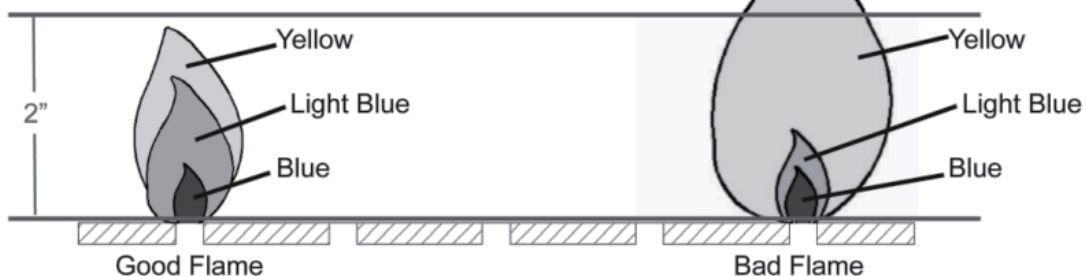 Yellow
Light Blue
Blue
2”
Good Flame
Yellow
Light Blue
Blue
Bad Flame